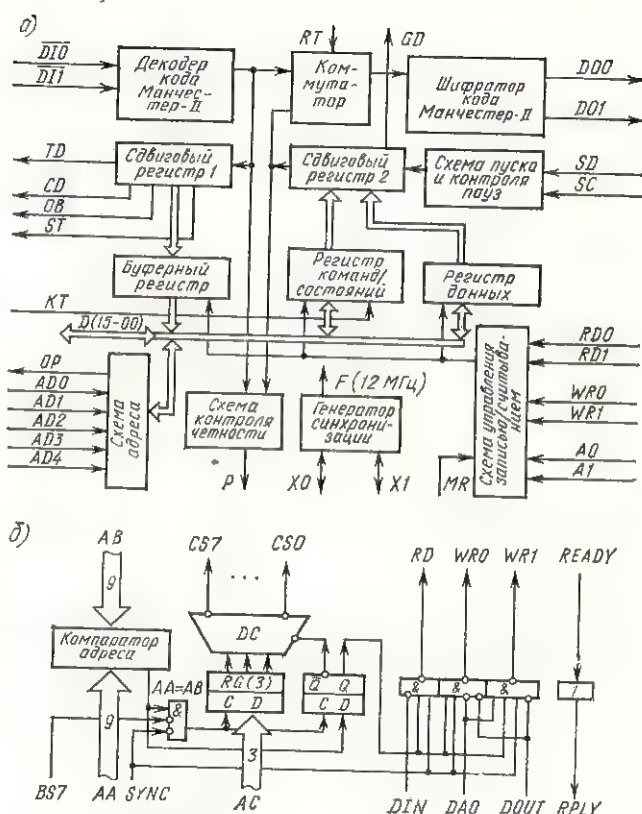 а)
RT
GD
DI0
DI1
Декодер
кода
Манчес-
тер-II
Ком-
мута-
тор
Шифратор
кода
Манчестер-II
DO0
DO1
TD
CD
OB
ST
Сдвиговый
регистр 1
Сдвиговый
регистр 2
Схема пуска
и контроля
пауз
SD
SC
Буферный
регистр
Регистр
команд/
состояний
Регистр
данных
KT
D(15-00)
OP
AD0
AD1
AD2
AD3
AD4
Схема
адреса
Схема
контроля
четности
P
F(12 МГц)
Генератор
синхрони-
зации
X0
X1
Схема управления
записью/считыва-
нием
RD0
RD1
WR0
WR1
A0
A1
MR
б)
AB
9
Компаратор
адреса
9
AA=AB
&
CS7
...
CS0
DC
RG(3)
C D
Q Q
C D
3
RD
WR0
WR1
READY
&
&
&
1
BS7
AA
SYNC
AC
DIN
DA0
DOUT
RPLY